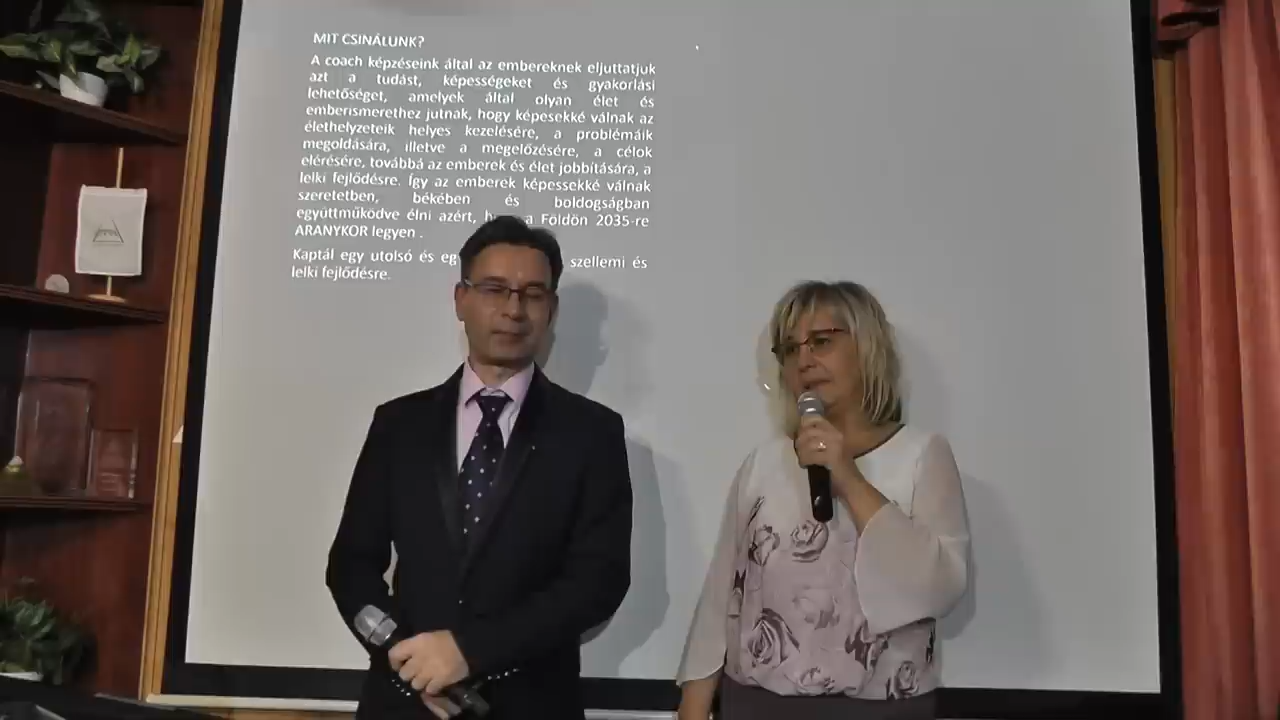 MIT CSINÁLUNK?
A coach képzéseink által az embereknek eljuttatjuk
azt a tudást, képességeket és gyakorlási
lehetőséget, amelyek által olyan élet és
emberismerethez jutnak, hogy képesekké válnak az
élethelyzeteik helyes kezelésére, a problémáik
megoldására, illetve a megelőzésére, a célok
elérésére, továbbá az emberek és élet jobbítására, a
lelki fejlődésre. Így az emberek képessekké válnak
szeretetben, békében és boldogságban
együttműködve élni azért, a Földön 2035-re
ARANYKOR legyen .
Kaptál egy utolsó és szellemi és
lelki fejlődésre.